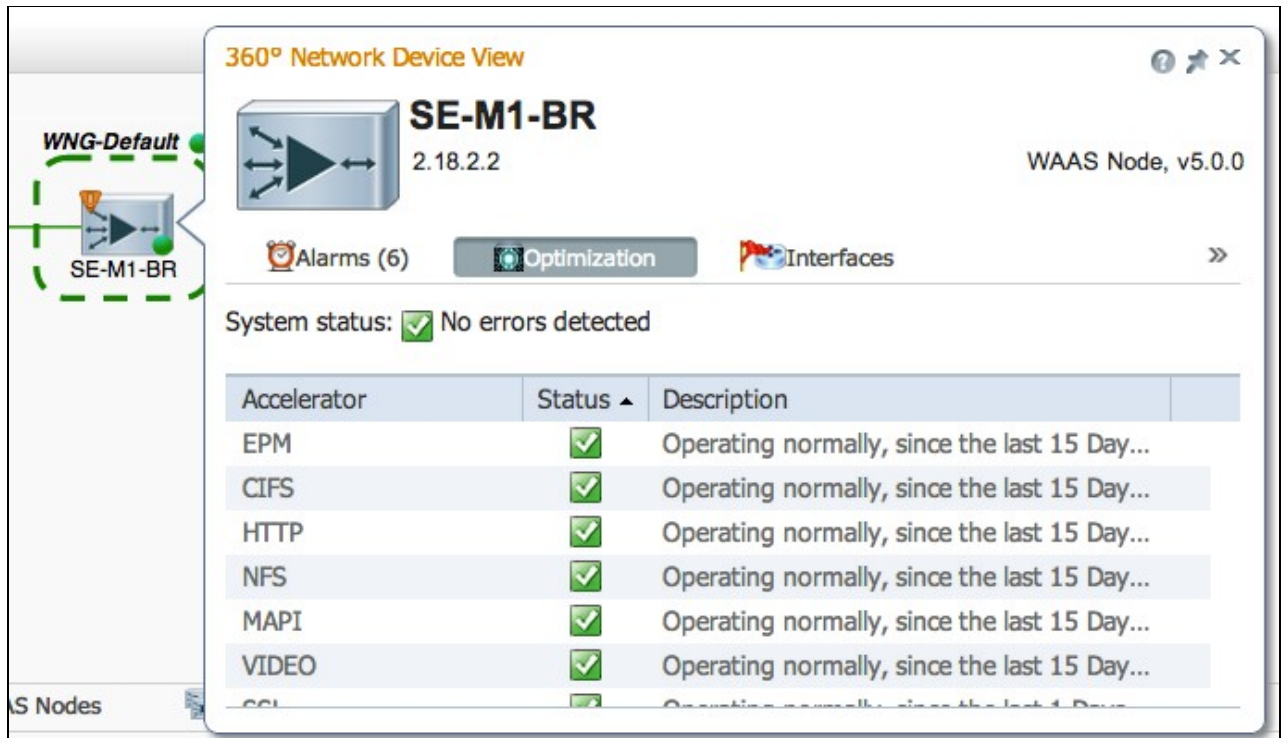 360° Network Device View
SE-M1-BR
2.18.2.2
WAAS Node, v5.0.0
WNG-Default
SE-M1-BR
Alarms (6)
Optimization
Interfaces
»
System status: No errors detected
Accelerator Status Description
EPM Operating normally, since the last 15 Day...
CIFS Operating normally, since the last 15 Day...
HTTP Operating normally, since the last 15 Day...
NFS Operating normally, since the last 15 Day...
MAPI Operating normally, since the last 15 Day...
VIDEO Operating normally, since the last 15 Day...
AS Nodes